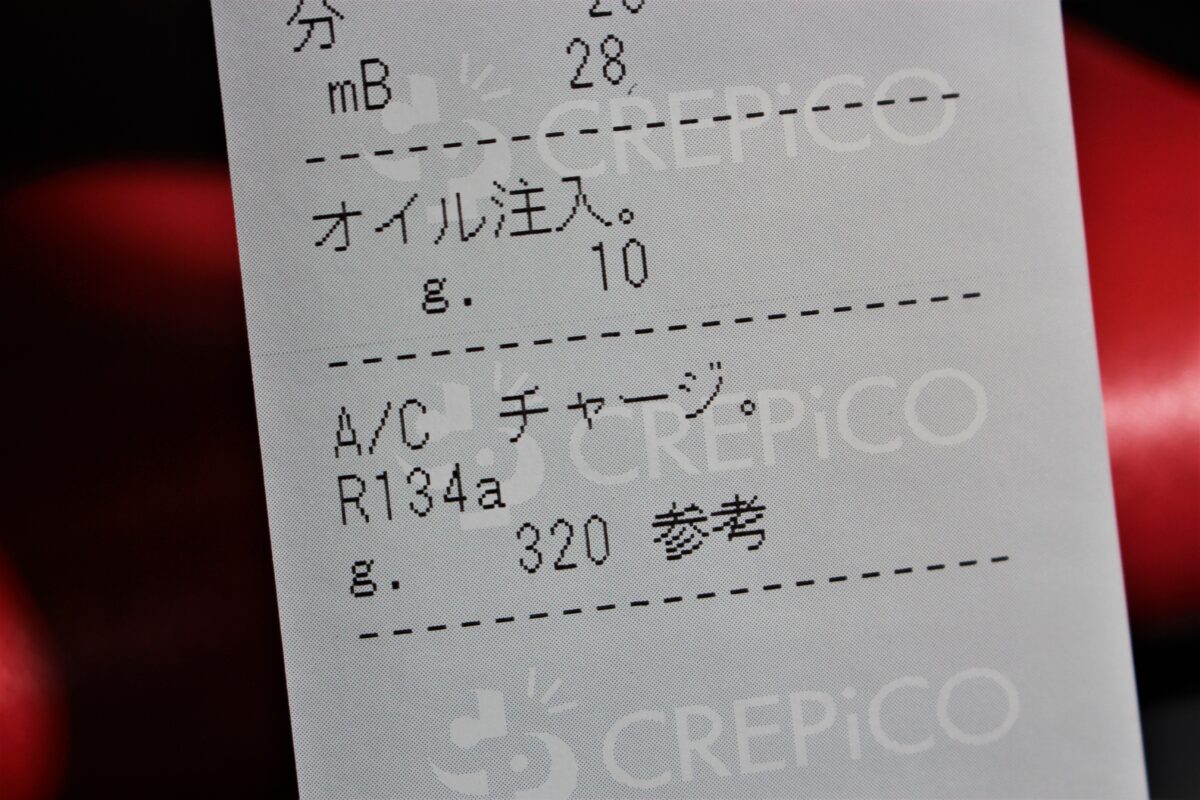 分
mB 28
オイル注入。
g. 10
A/C チャージ。
R134a
g. 320 参考
CREPiCO
CREPiCO
CREPiCO